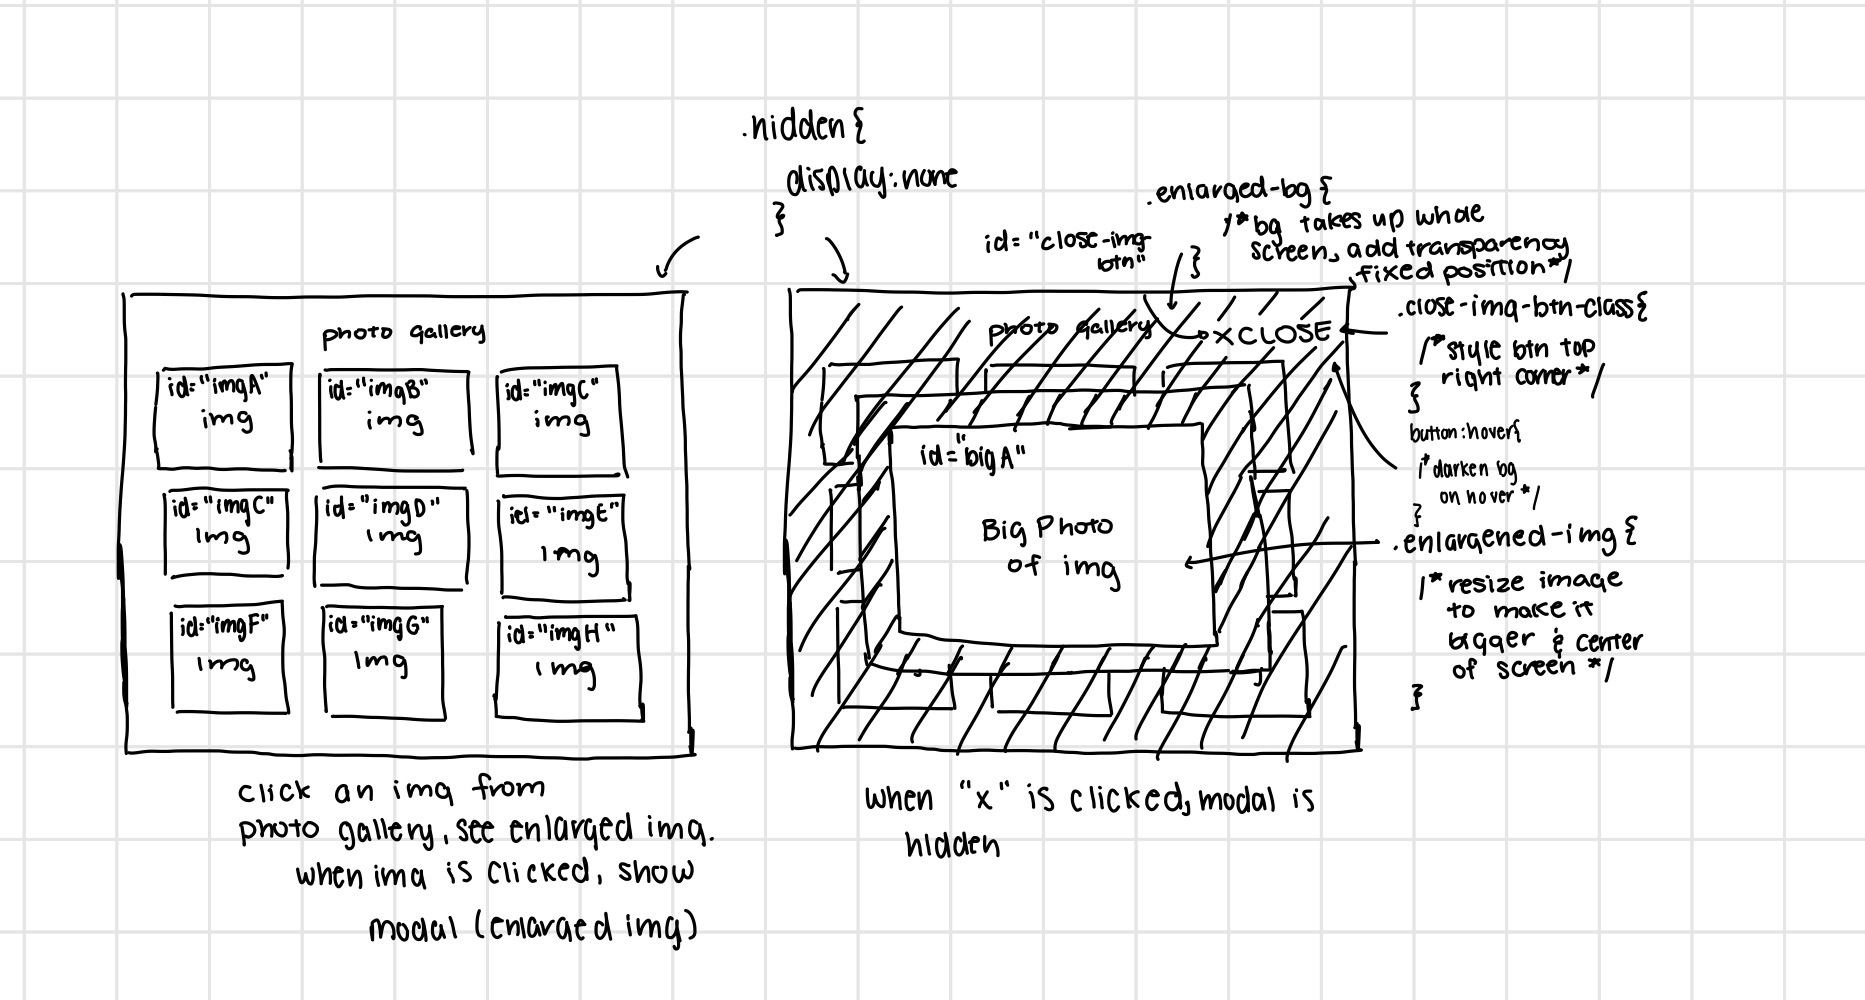 .hidden {
display: none
}
photo gallery
id="imgA"
img
id="imgB"
img
id="imgC"
img
id="imgC"
Img
id="imgD"
img
id="imgE"
img
id="imgF"
img
id="imgG"
Img
id="imgH"
img
click an img from
photo gallery, see enlarged img.
when img is clicked, show
modal (enlarged img)
.enlarged-bg {
/* bg takes up whole
screen, add transparency
fixed position */
}
id="close-img-
btn"
photo gallery
X CLOSE
id="bigA"
Big Photo
of img
when "x" is clicked, modal is
hidden
.close-img-btn-class{
/* style btn top
right corner */
}
button:hover{
/* darken bg
on hover */
}
.enlargened-img {
/* resize image
to make it
bigger & center
of screen */
}